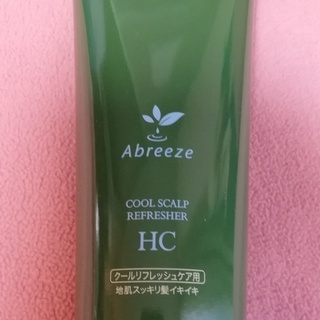 Abreeze
COOL SCALP
REFRESHER
HC
クールリフレッシュケア用
地肌スッキリ髪イキイキ